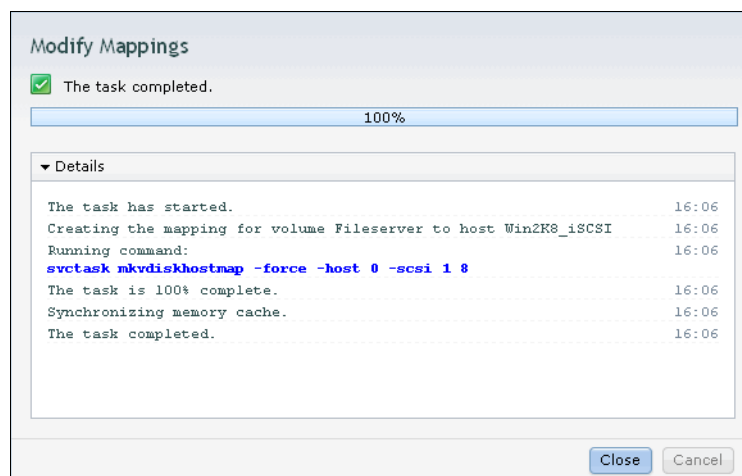 Modify Mappings
The task completed.
100%
Details
The task has started. 16:06
Creating the mapping for volume Fileserver to host Win2K8_iSCSI 16:06
Running command: 16:06
svctask mkvdiskhostmap -force -host 0 -scsi 1 8
The task is 100% complete. 16:06
Synchronizing memory cache. 16:06
The task completed. 16:06
Close Cancel